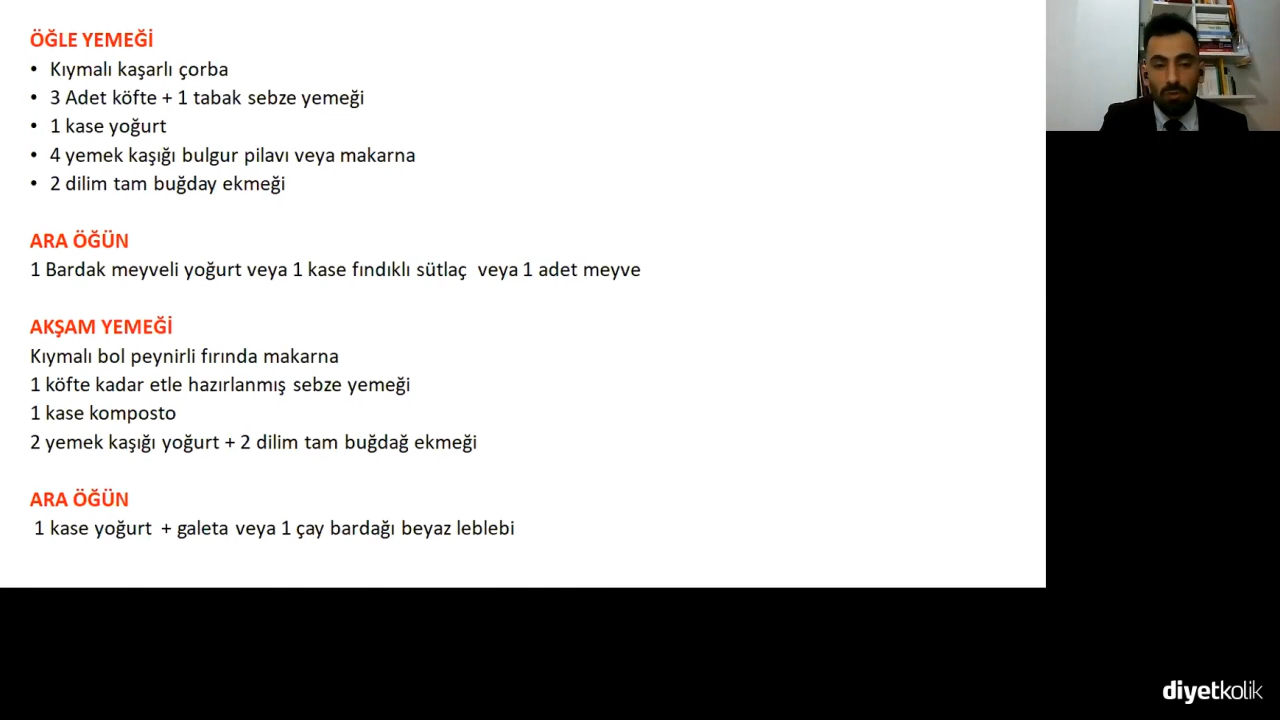 ÖĞLE YEMEĞİ
• Kıymalı kaşarlı çorba
• 3 Adet köfte + 1 tabak sebze yemeği
• 1 kase yoğurt
• 4 yemek kaşığı bulgur pilavı veya makarna
• 2 dilim tam buğday ekmeği
ARA ÖĞÜN
1 Bardak meyveli yoğurt veya 1 kase fındıklı sütlaç veya 1 adet meyve
AKŞAM YEMEĞİ
Kıymalı bol peynirli fırında makarna
1 köfte kadar etle hazırlanmış sebze yemeği
1 kase komposto
2 yemek kaşığı yoğurt + 2 dilim tam buğdağ ekmeği
ARA ÖĞÜN
1 kase yoğurt + galeta veya 1 çay bardağı beyaz leblebi
diyetkolik